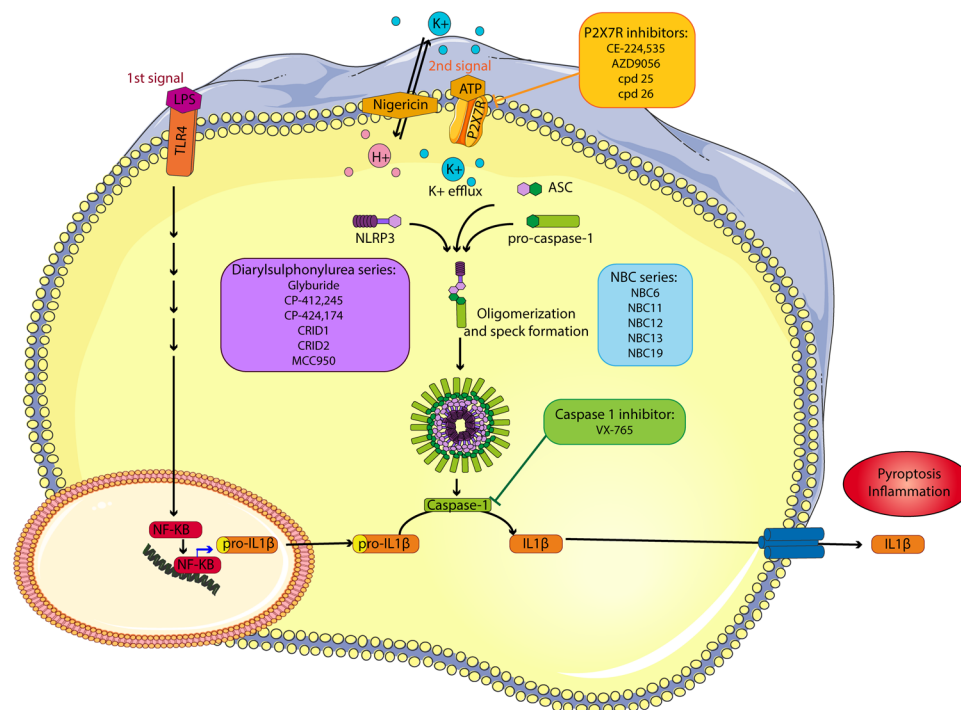 K+
1st signal
2nd signal
P2X7R inhibitors:
CE-224,535
AZD9056
cpd 25
cpd 26
LPS
TLR4
Nigericin
ATP
P2X7R
H+
K+
K+ efflux
ASC
NLRP3
pro-caspase-1
Diarylsulphonylurea series:
Glyburide
CP-412,245
CP-424,174
CRID1
CRID2
MCC950
Oligomerization
and speck formation
NBC series:
NBC6
NBC11
NBC12
NBC13
NBC19
Caspase 1 inhibitor:
VX-765
Caspase-1
Pyroptosis
Inflammation
NF-KB
NF-KB
pro-IL1β
pro-IL1β
IL1β
IL1β